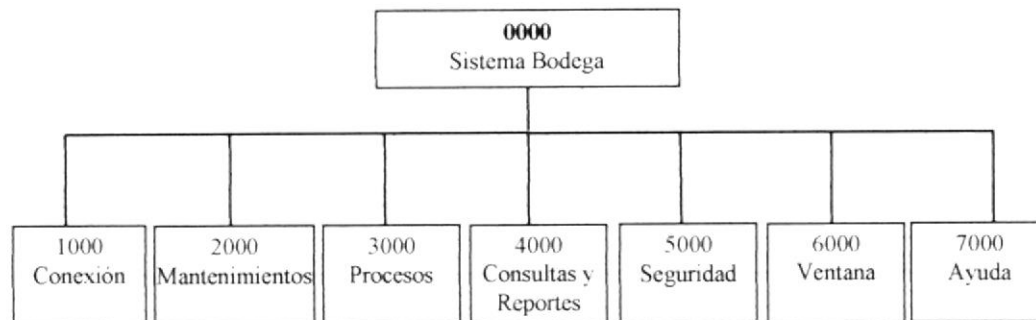 0000
Sistema Bodega
1000
Conexión
2000
Mantenimientos
3000
Procesos
4000
Consultas y
Reportes
5000
Seguridad
6000
Ventana
7000
Ayuda